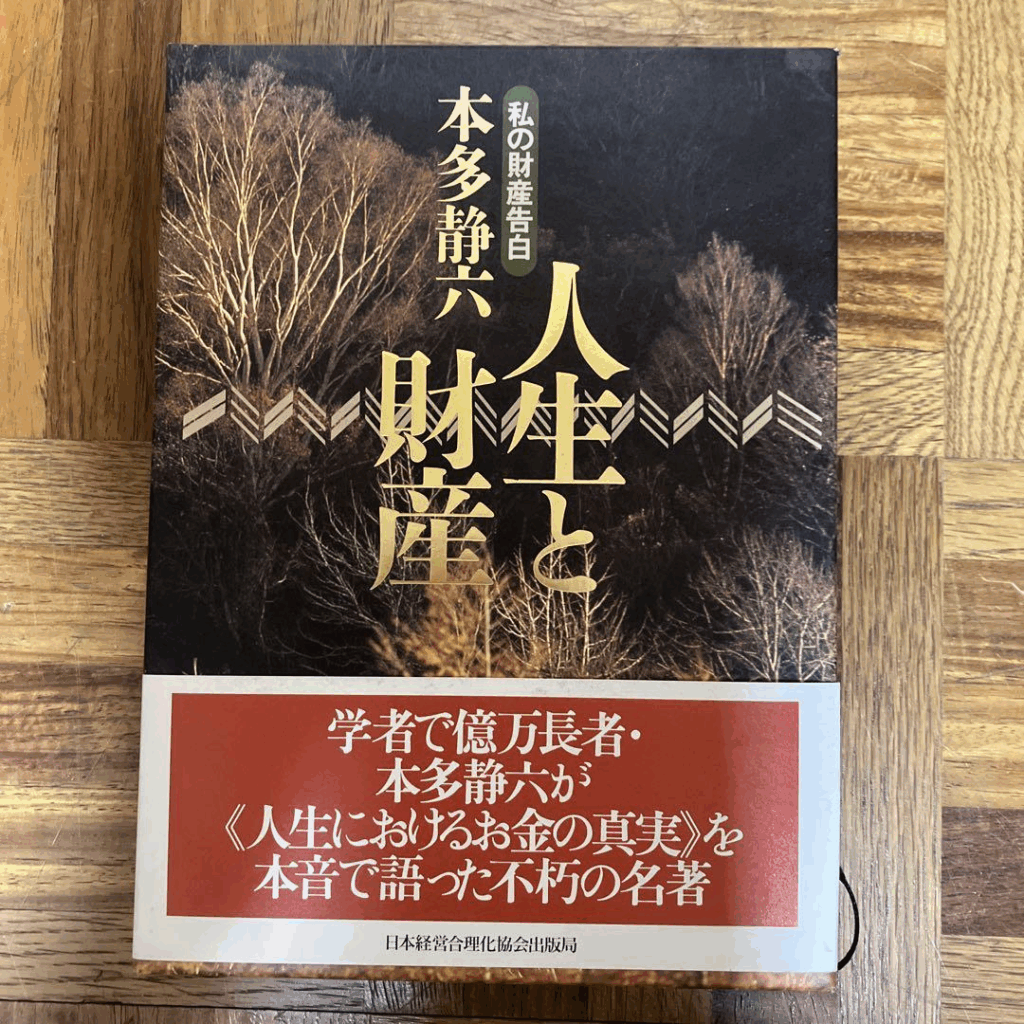 私の財産告白
本多静六
人生と
財産
学者で億万長者・
本多静六が
《人生におけるお金の真実》を
本音で語った不朽の名著
日本経営合理化協会出版局